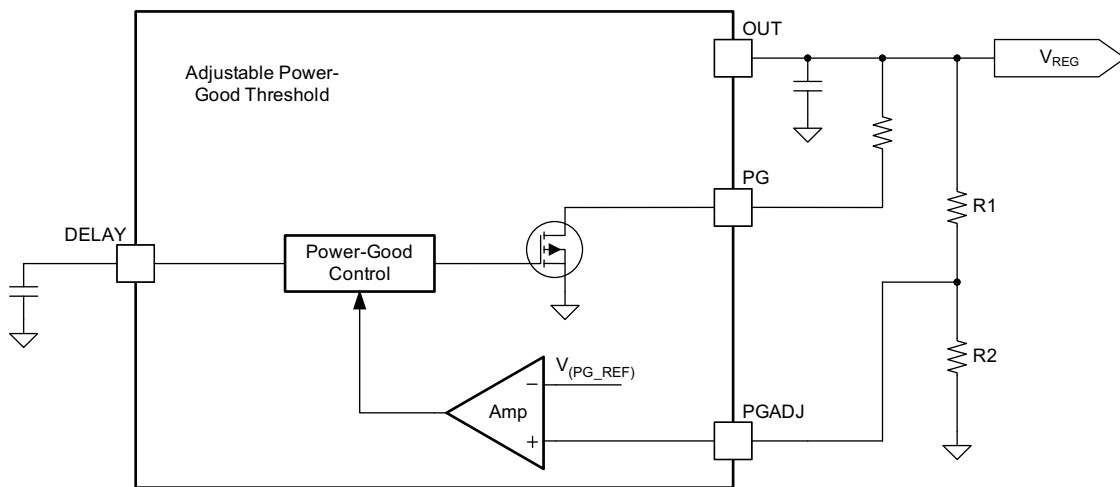 OUT
Adjustable Power-
Good Threshold
V_REG
PG
R1
DELAY
Power-Good
Control
V_(PG_REF)
R2
−
Amp
+
PGADJ